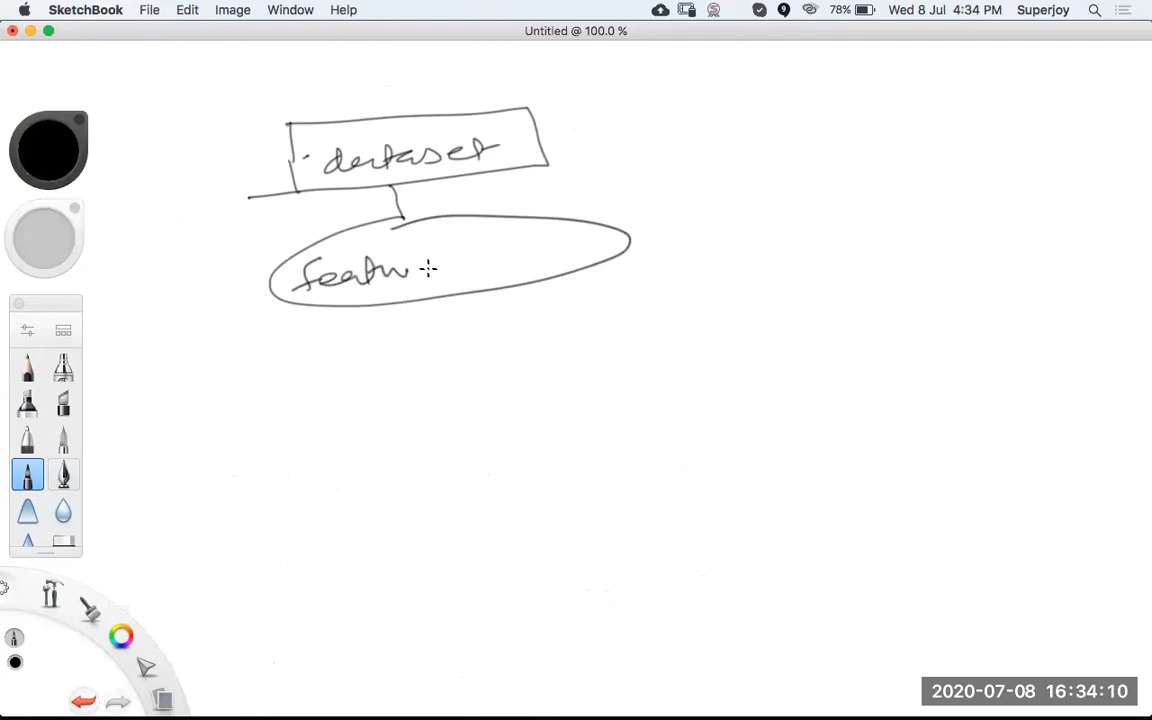 SketchBook File Edit Image Window Help 9 78% Wed 8 Jul 4:34 PM Superjoy
Untitled @ 100.0 %
dataset
featu
2020-07-08 16:34:10